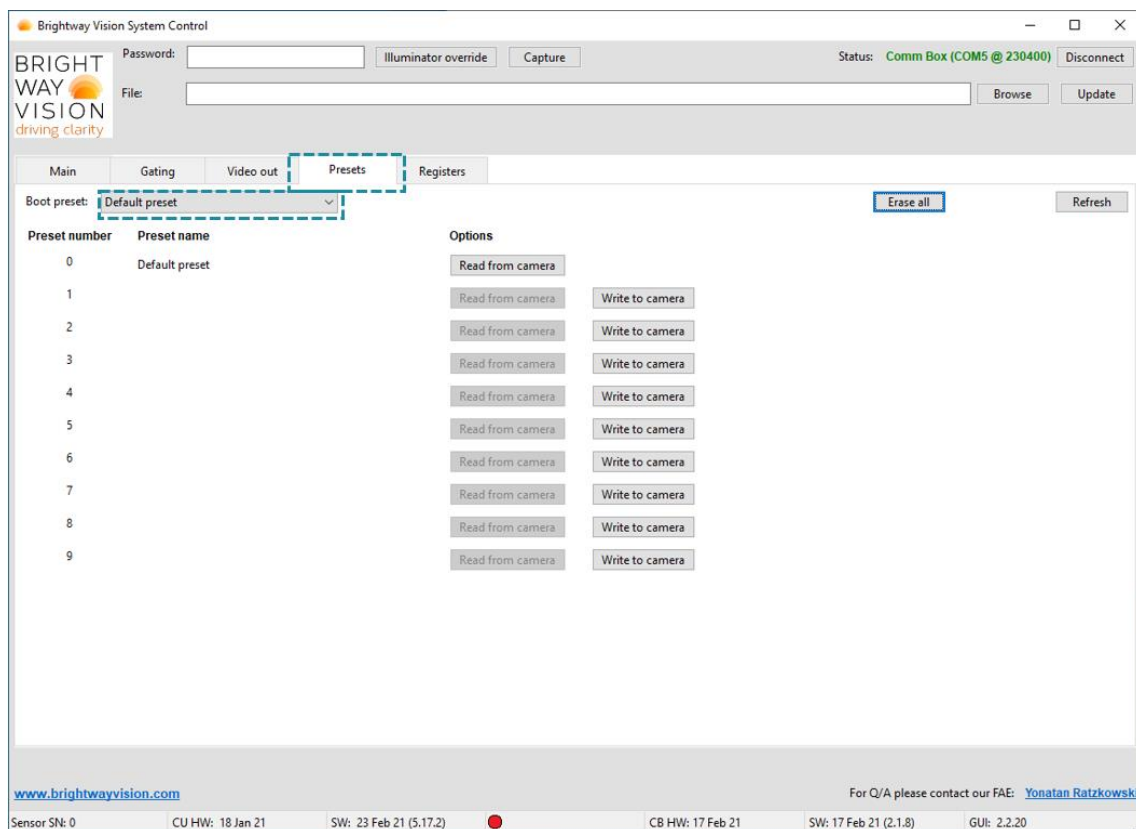 Brightway Vision System Control
BRIGHT
WAY
VISION
driving clarity
Password: Illuminator override Capture Status: Comm Box (COM5 @ 230400) Disconnect
File: Browse Update
Main Gating Video out Presets Registers
Boot preset: Default preset Erase all Refresh
Preset number Preset name Options
0 Default preset Read from camera
1 Read from camera Write to camera
2 Read from camera Write to camera
3 Read from camera Write to camera
4 Read from camera Write to camera
5 Read from camera Write to camera
6 Read from camera Write to camera
7 Read from camera Write to camera
8 Read from camera Write to camera
9 Read from camera Write to camera
www.brightwayvision.com For Q/A please contact our FAE: Yonatan Ratzkowski
Sensor SN: 0 CU HW: 18 Jan 21 SW: 23 Feb 21 (5.17.2) CB HW: 17 Feb 21 SW: 17 Feb 21 (2.1.8) GUI: 2.2.20